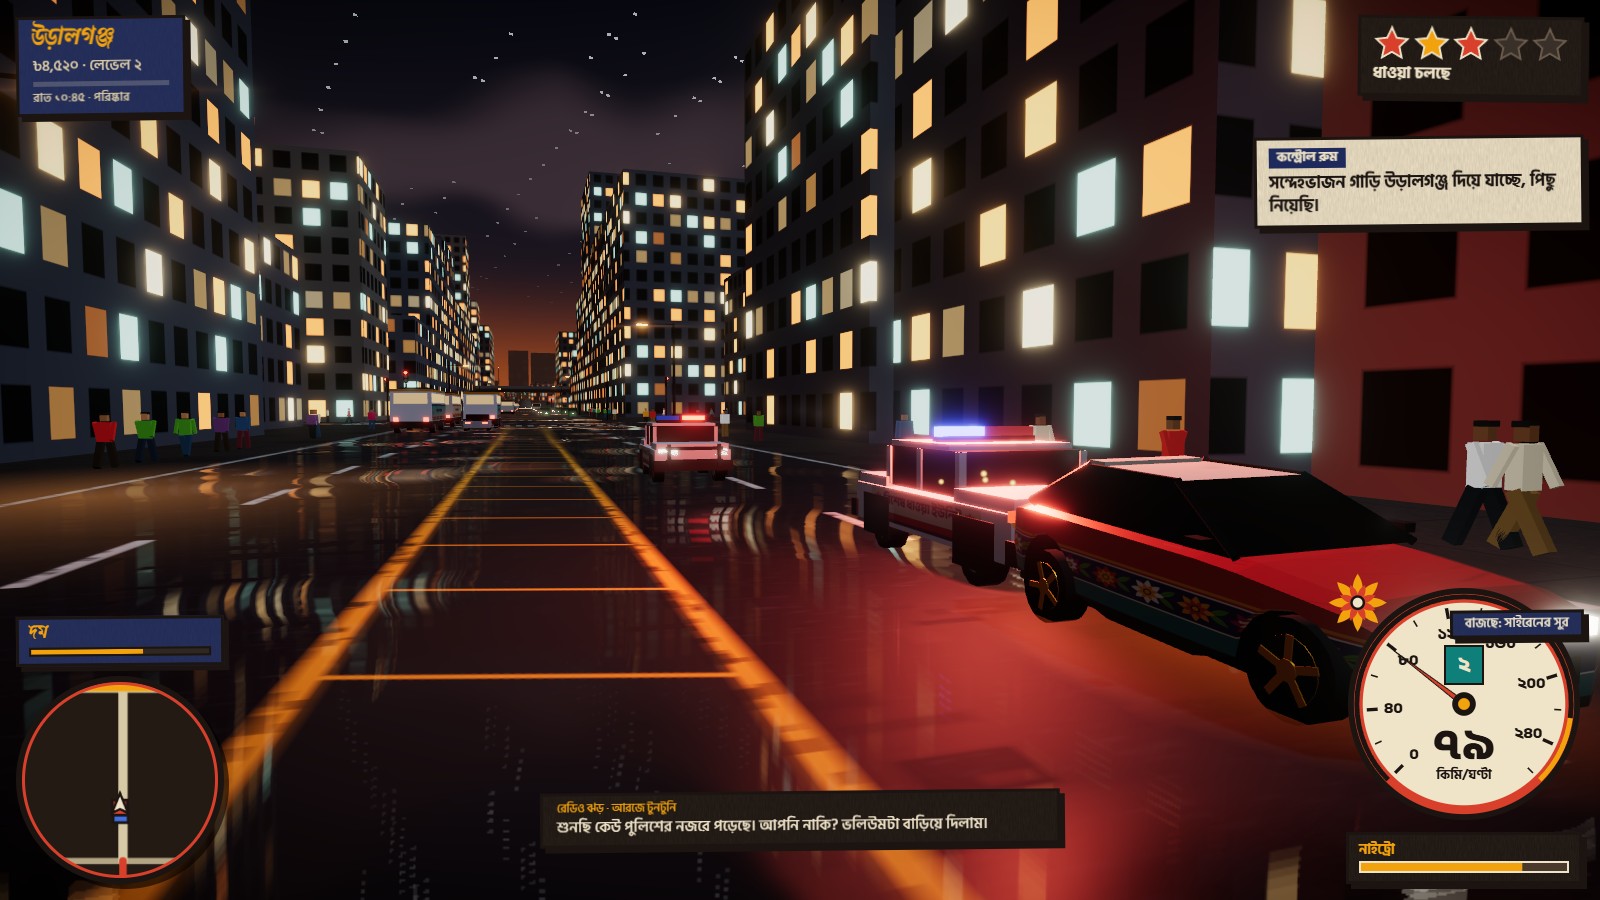 উড়ালগঞ্জ
৳৪,৫২০ · লেভেল ২
রাত ১০:৪৫ · পরিষ্কার
ধাওয়া চলছে
কন্ট্রোল রুম
সন্দেহভাজন গাড়ি উড়ালগঞ্জ দিয়ে যাচ্ছে, পিছু
নিয়েছি।
দম
বাজছে: সাইরেনের সুর
২
২০০
৪০
২৪০
০
৭৯
কিমি/ঘণ্টা
রেডিও ঝড় · আরজে টুনটুনি
শুনছি কেউ পুলিশের নজরে পড়েছে। আপনি নাকি? ভলিউমটা বাড়িয়ে দিলাম।
নাইট্রো